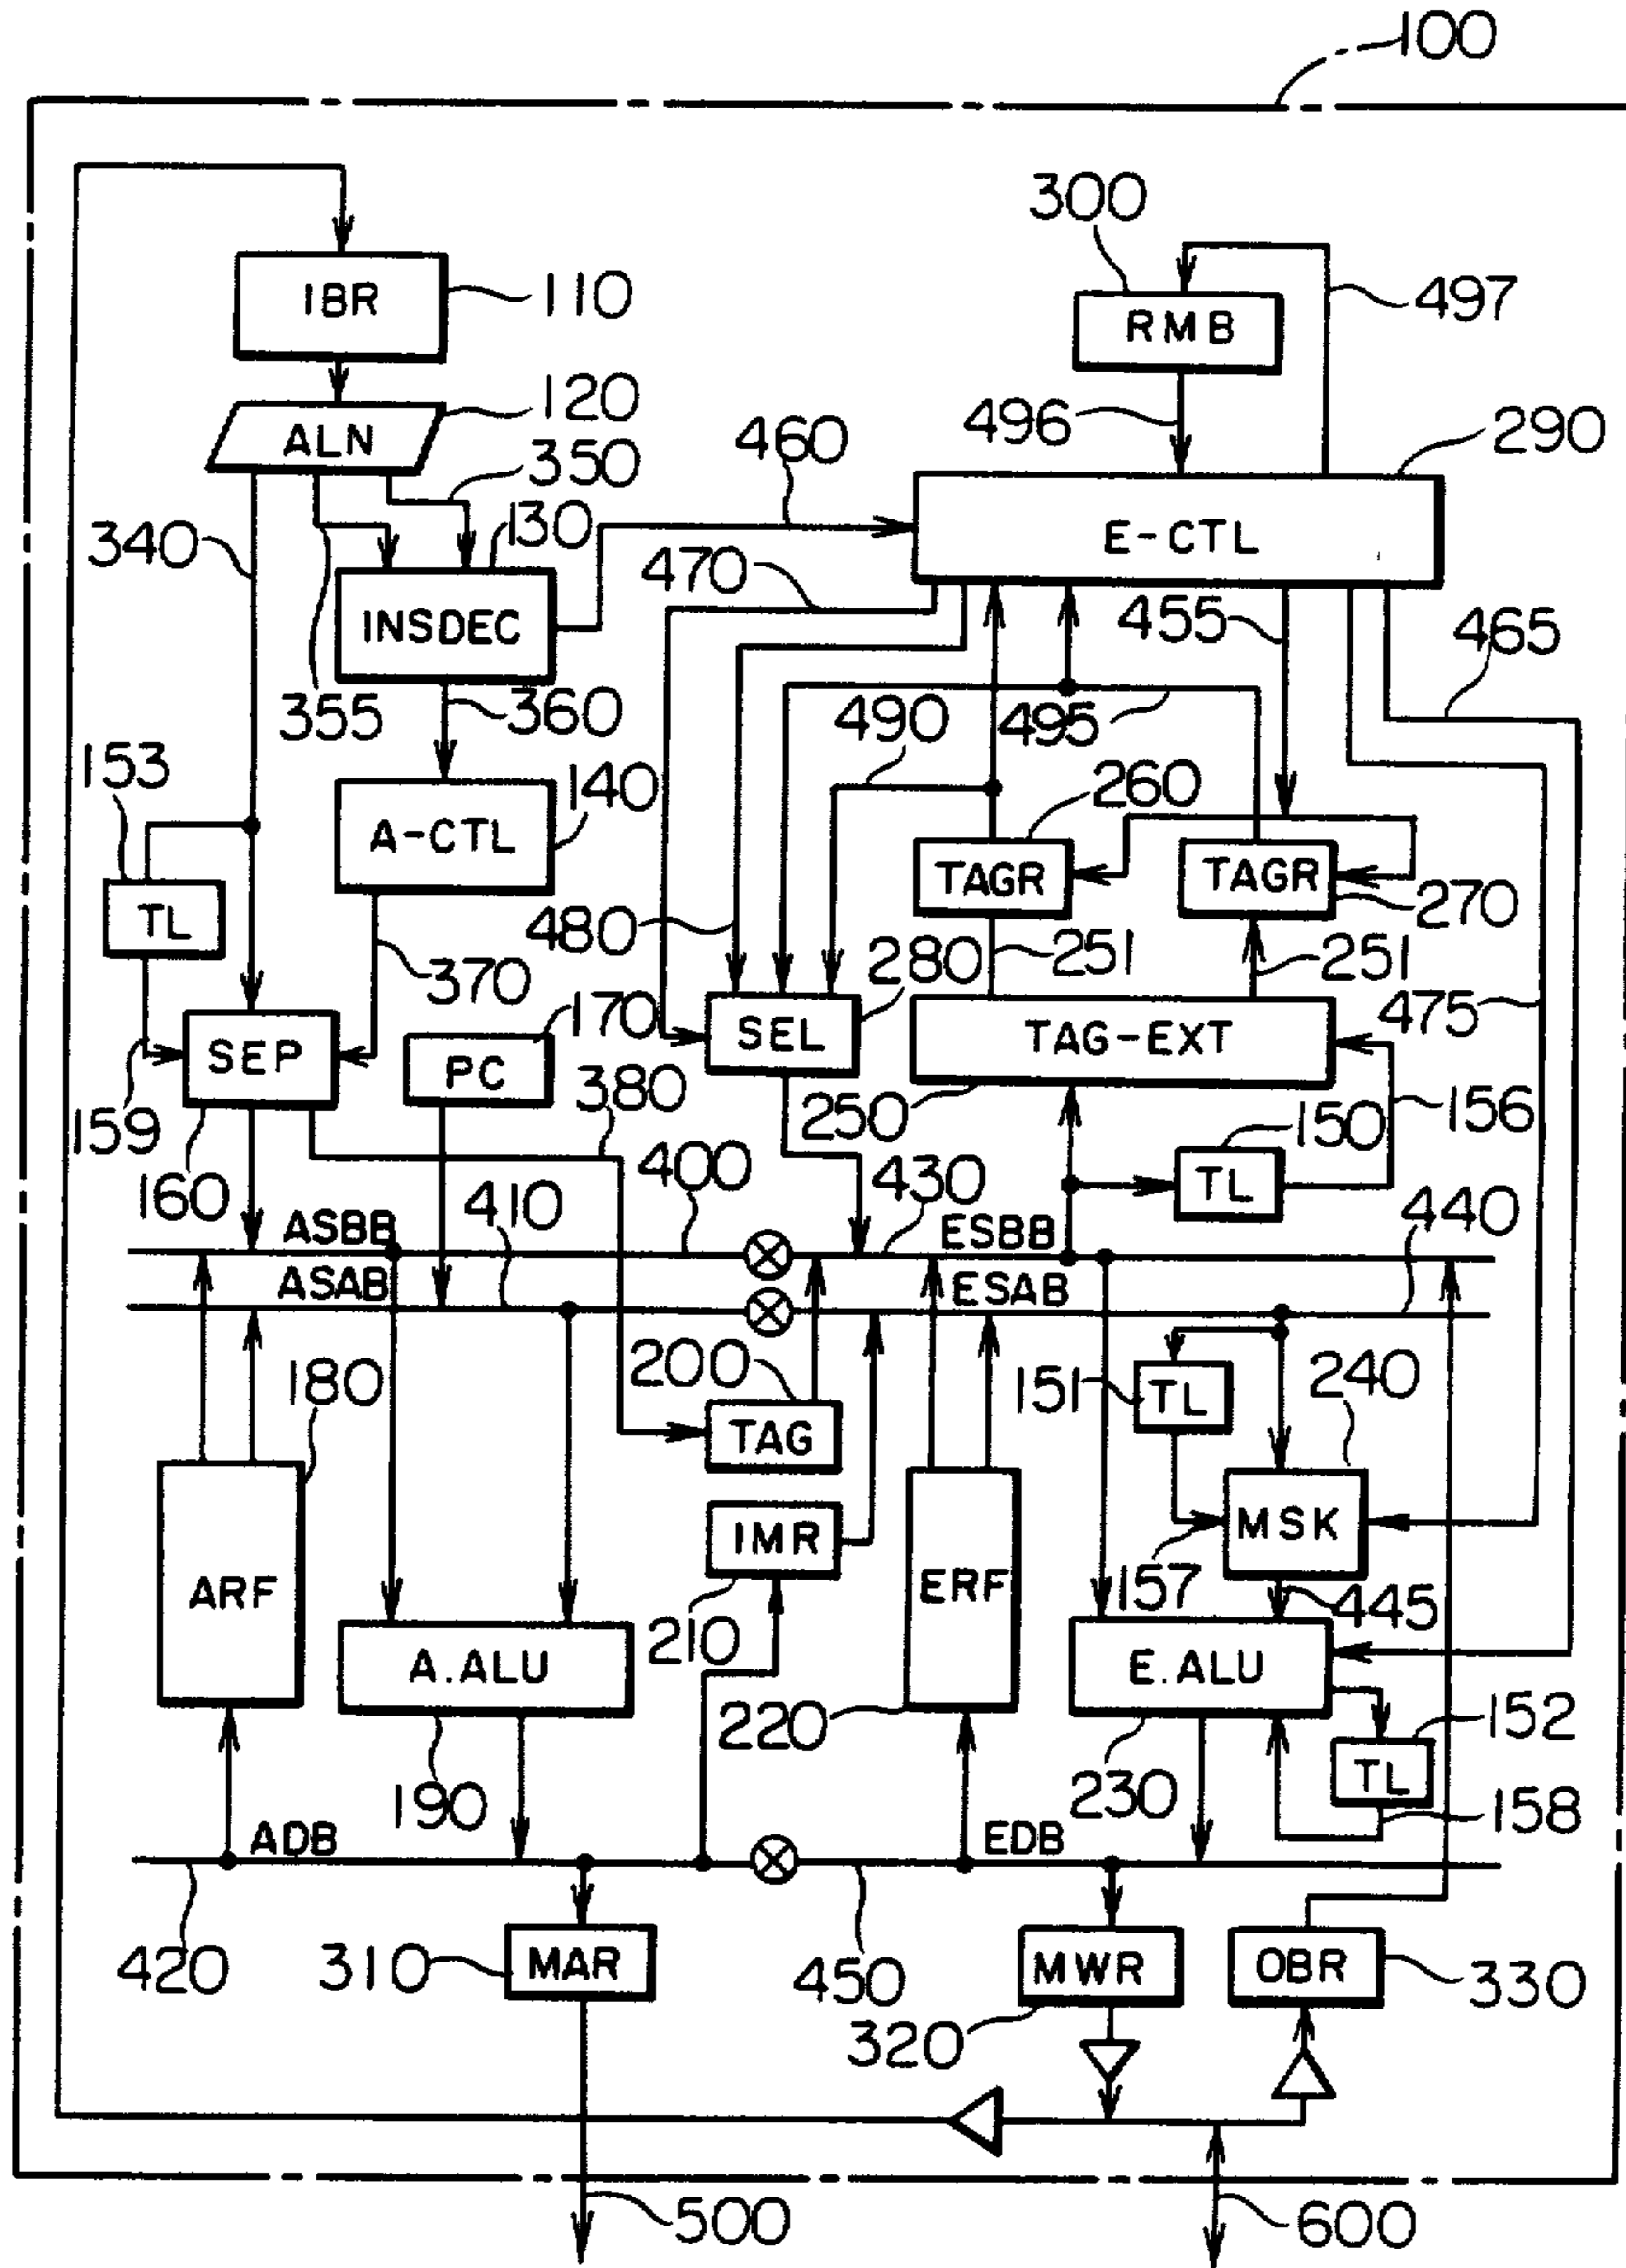 100
300
IBR
110
RMB
497
120
ALN
350
460
496
290
130
340
470
E-CTL
INSDEC
455
465
355
360
490
495
153
140
260
A-CTL
TAGR
TAGR
270
TL
480
280
251
251
370
170
475
SEP
SEL
TAG-EXT
PC
380
159
250
150
156
160
400
430
TL
440
410
ASBB
ESBB
ASAB
ESAB
200
240
180
151
TL
TAG
IMR
MSK
ARF
ERF
157
445
210
A.ALU
E.ALU
220
152
190
230
TL
158
ADB
EDB
420
310
MAR
450
MWR
OBR
330
320
500
600